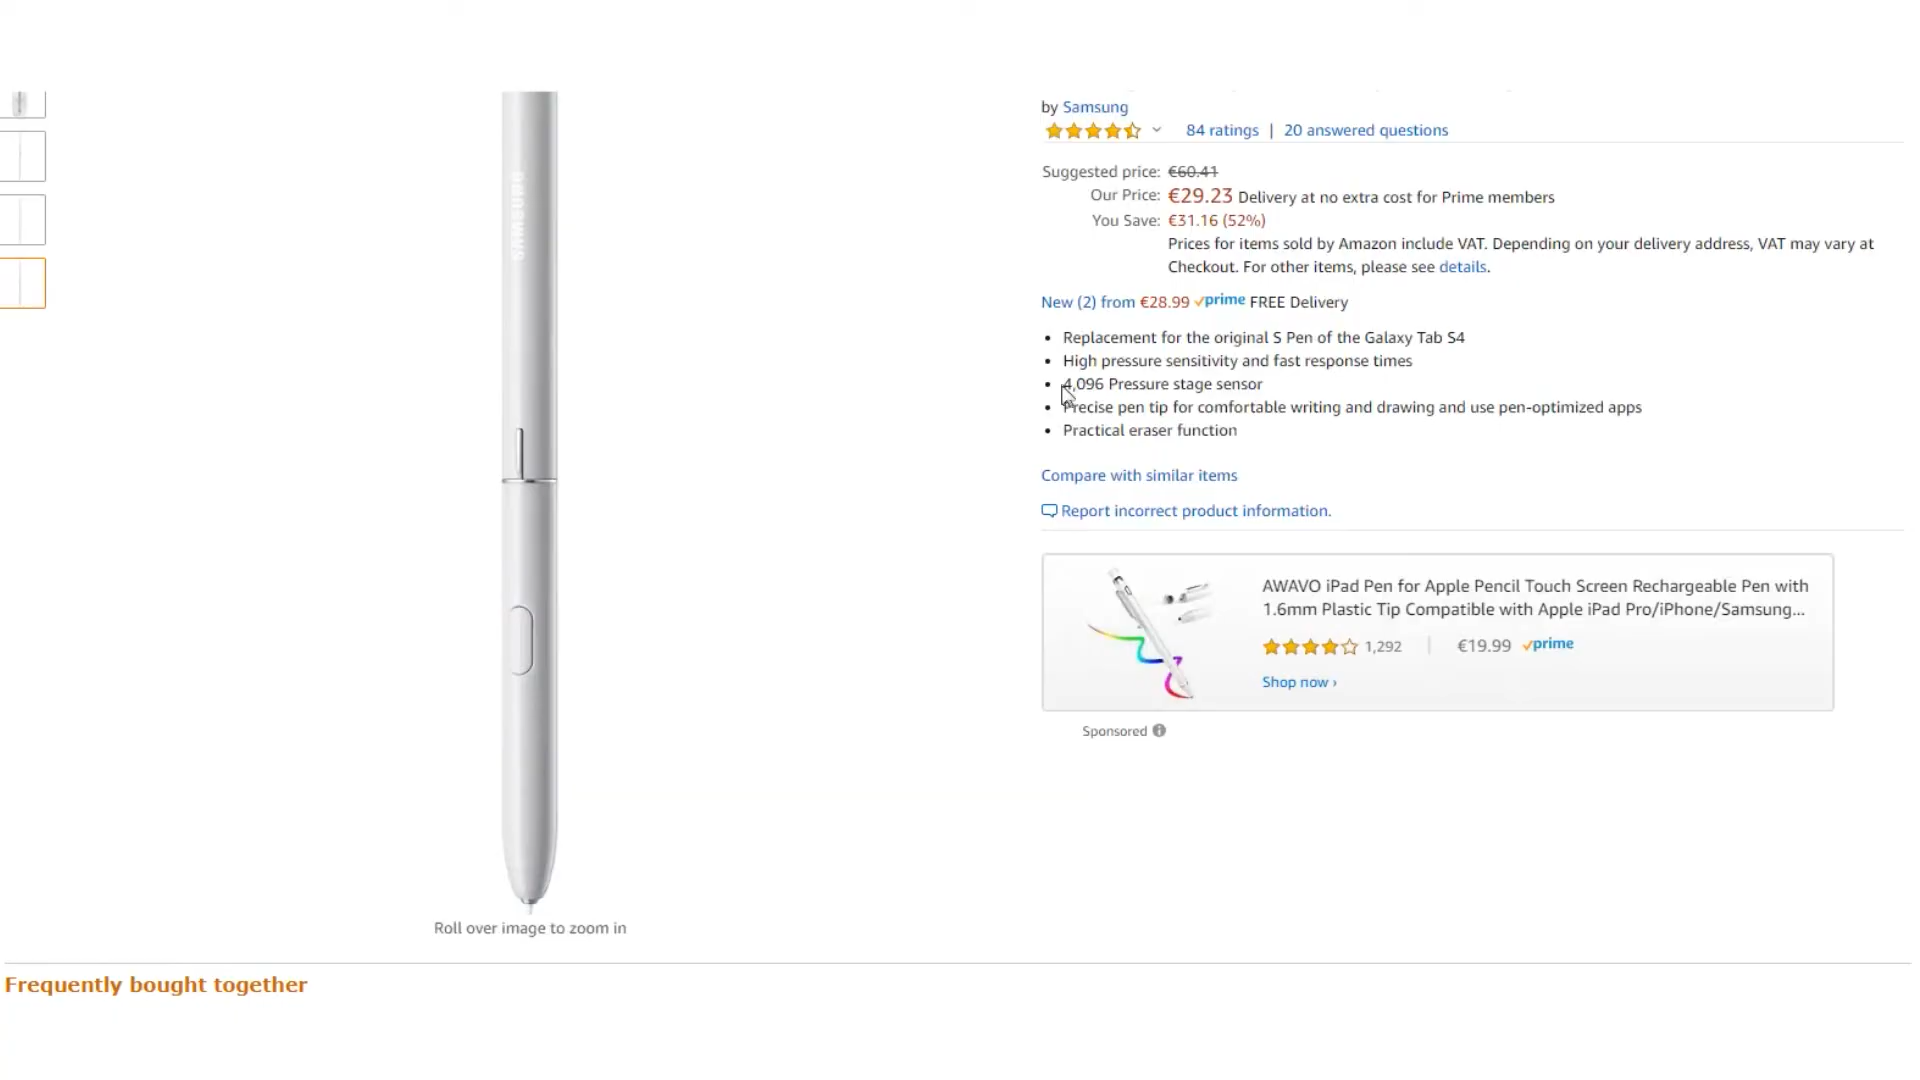 by Samsung
84 ratings | 20 answered questions
Suggested price: €60.41
Our Price: €29.23 Delivery at no extra cost for Prime members
You Save: €31.16 (52%)
Prices for items sold by Amazon include VAT. Depending on your delivery address, VAT may vary at
Checkout. For other items, please see details.
New (2) from €28.99 prime FREE Delivery
• Replacement for the original S Pen of the Galaxy Tab S4
• High pressure sensitivity and fast response times
• 4,096 Pressure stage sensor
• Precise pen tip for comfortable writing and drawing and use pen-optimized apps
• Practical eraser function
Compare with similar items
Report incorrect product information.
AWAVO iPad Pen for Apple Pencil Touch Screen Rechargeable Pen with
1.6mm Plastic Tip Compatible with Apple iPad Pro/iPhone/Samsung...
1,292 | €19.99 prime
Shop now ›
Sponsored
SAMSUNG
Roll over image to zoom in
Frequently bought together